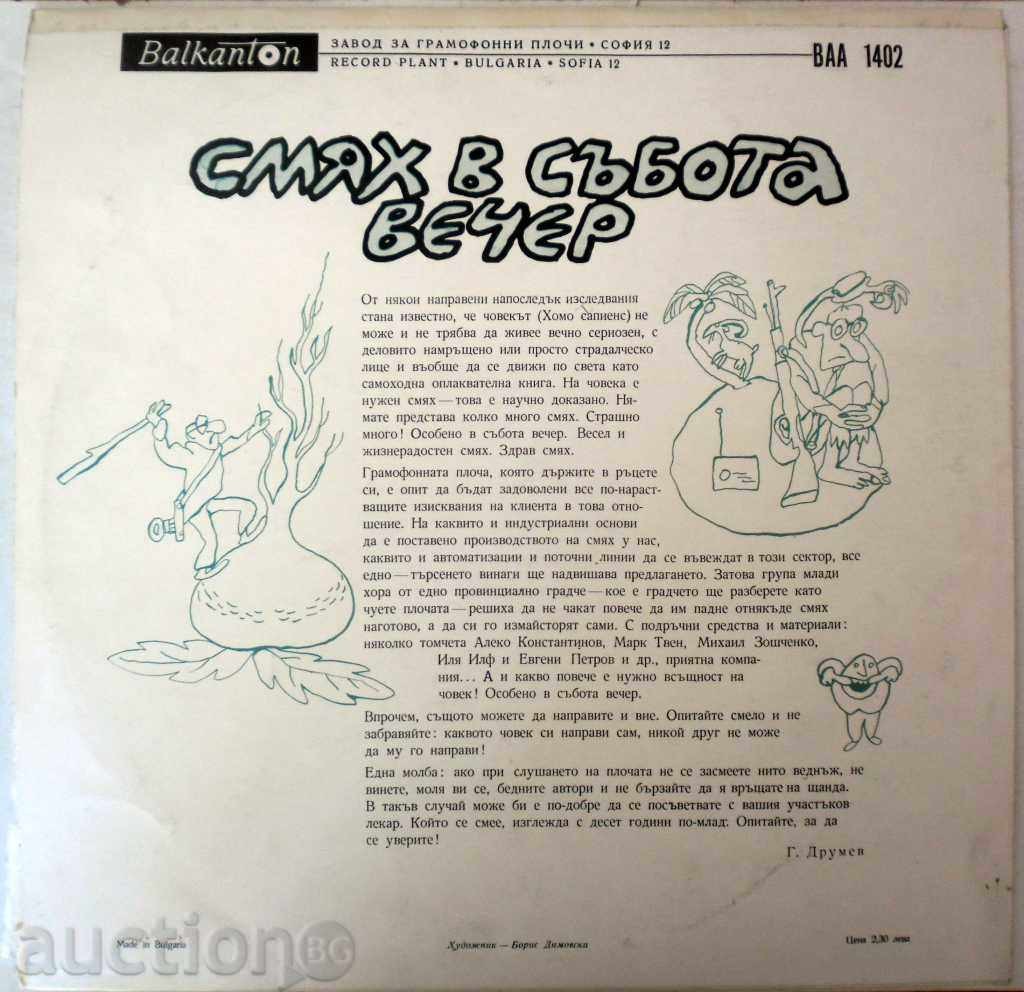 Balkanton
ЗАВОД ЗА ГРАМОФОННИ ПЛОЧИ • СОФИЯ 12
RECORD PLANT • BULGARIA • SOFIA 12
ВАА 1402
СМЯХ В СЪБОТА
ВЕЧЕР
От някои направени напоследък изследвания
стана известно, че човекът (Хомо сапиенс) не
може и не трябва да живее вечно сериозен, с
деловито намръщено или просто страдалческо
лице и въобще да се движи по света като
самоходна оплаквателна книга. На човека е
нужен смях — това е научно доказано. Ня-
мате представа колко много смях. Страшно
много! Особено в събота вечер. Весел и
жизнерадостен смях. Здрав смях.
Грамофонната плоча, която държите в ръцете
си, е опит да бъдат задоволени все по-нараст-
ващите изисквания на клиента в това отно-
шение. На каквито и индустриални основи
да е поставено производството на смях у нас,
каквито и автоматизации и поточни линии да се въвеждат в този сектор, все
едно — търсенето винаги ще надвишава предлагането. Затова група млади
хора от едно провинциално градче — кое е градчето ще разберете като
чуете плочата — решиха да не чакат повече да им падне отнякъде смях
наготово, а да си го измайсторят сами. С подръчни средства и материали:
няколко томчета Алеко Константинов, Марк Твен, Михаил Зошченко,
Иля Илф и Евгени Петров и др., приятна компа-
ния... А и какво повече е нужно всъщност на
човек! Особено в събота вечер.
Впрочем, същото можете да направите и вие. Опитайте смело и не
забравяйте: каквото човек си направи сам, никой друг не може
да му го направи!
Една молба: ако при слушането на плочата не се засмеете нито веднъж, не
винете, моля ви се, бедните автори и не бързайте да я връщате на щанда.
В такъв случай може би е по-добре да се посъветвате с вашия участъков
лекар. Който се смее, изглежда с десет години по-млад. Опитайте, за да
се уверите!
Г. Друмев
Made in Bulgaria
Художник — Борис Димовски
Цена 2,30 лева
auction BG